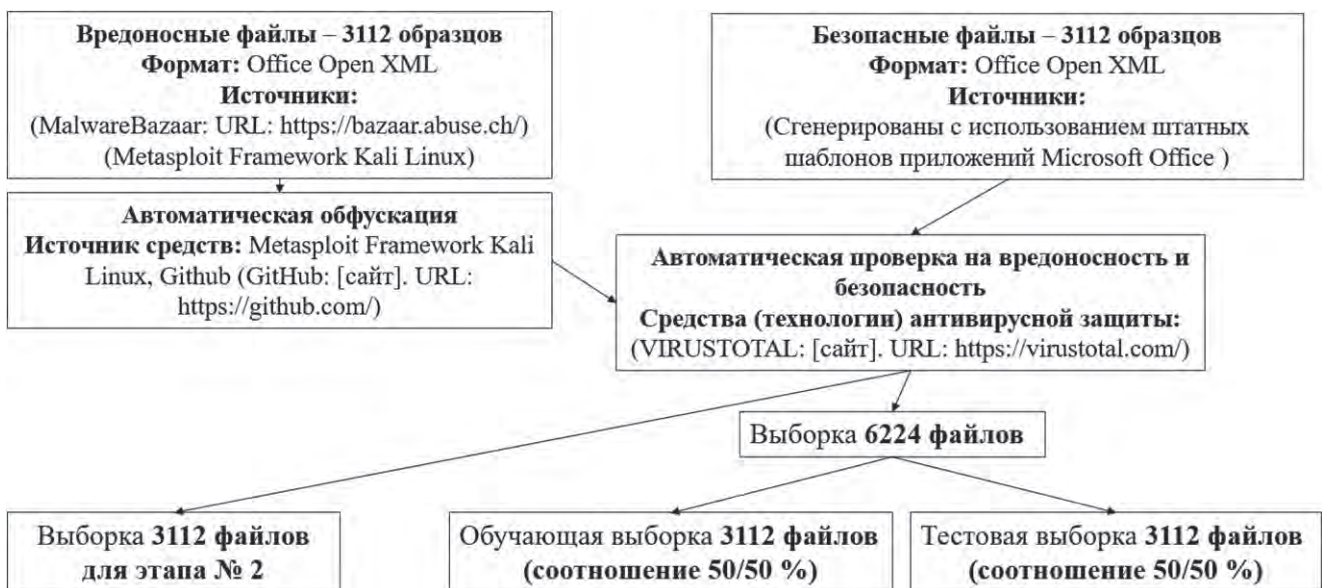 Вредоносные файлы – 3112 образцов
Формат: Office Open XML
Источники:
(MalwareBazaar: URL: https://bazaar.abuse.ch/)
(Metasploit Framework Kali Linux)
Безопасные файлы – 3112 образцов
Формат: Office Open XML
Источники:
(Сгенерированы с использованием штатных
шаблонов приложений Microsoft Office )
Автоматическая обфускация
Источник средств: Metasploit Framework Kali
Linux, Github (GitHub: [сайт]. URL:
https://github.com/)
Автоматическая проверка на вредоносность и
безопасность
Средства (технологии) антивирусной защиты:
(VIRUSTOTAL: [сайт]. URL: https://virustotal.com/)
Выборка 6224 файлов
Выборка 3112 файлов
для этапа № 2
Обучающая выборка 3112 файлов
(соотношение 50/50 %)
Тестовая выборка 3112 файлов
(соотношение 50/50 %)